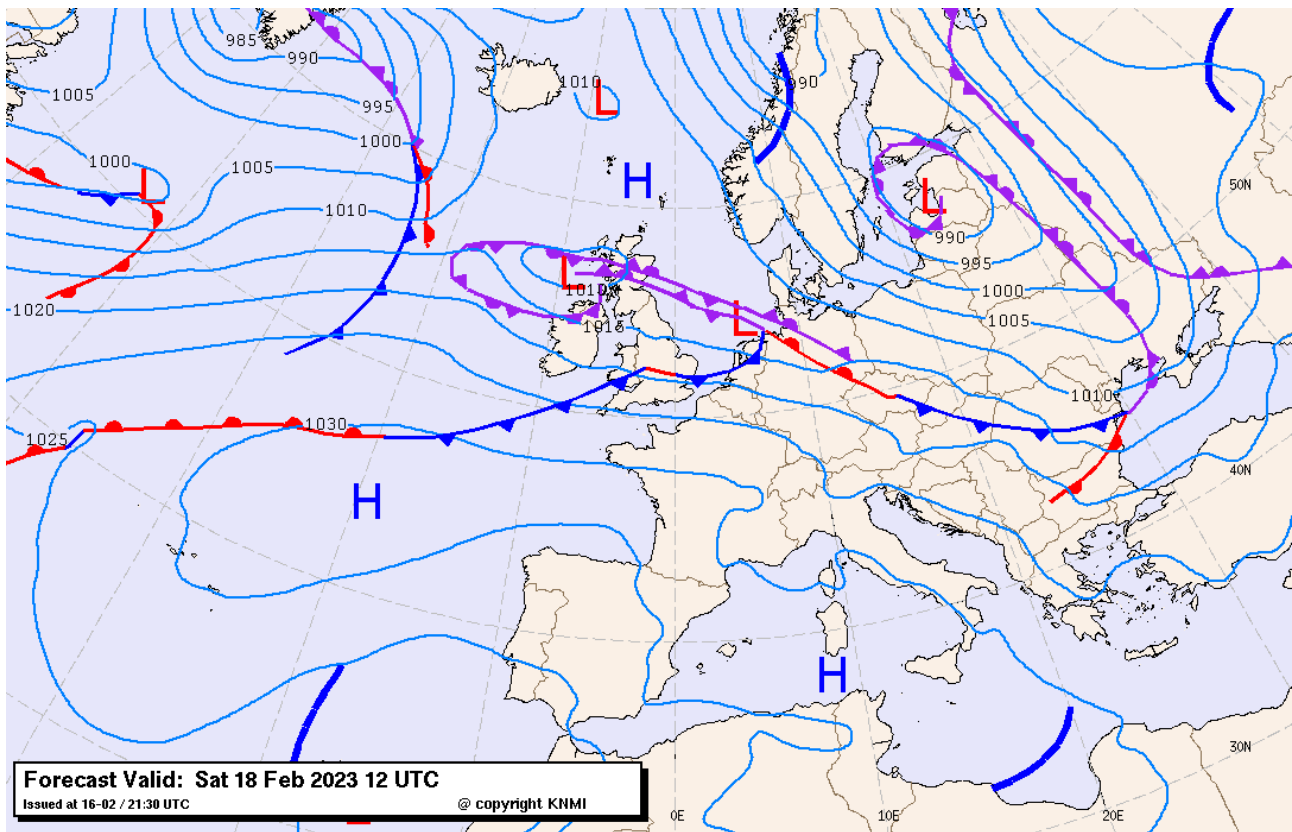 985
990
990
1010
1005
995
1000
1000
L
L
1005
H
50N
L
1010
990
995
L
1010
1000
1020
L
1005
1015
1010
1030
1025
40N
H
H
30N
Forecast Valid: Sat 18 Feb 2023 12 UTC
Issued at 16-02 / 21:30 UTC
@ copyright KNMI
0E
10E
20E